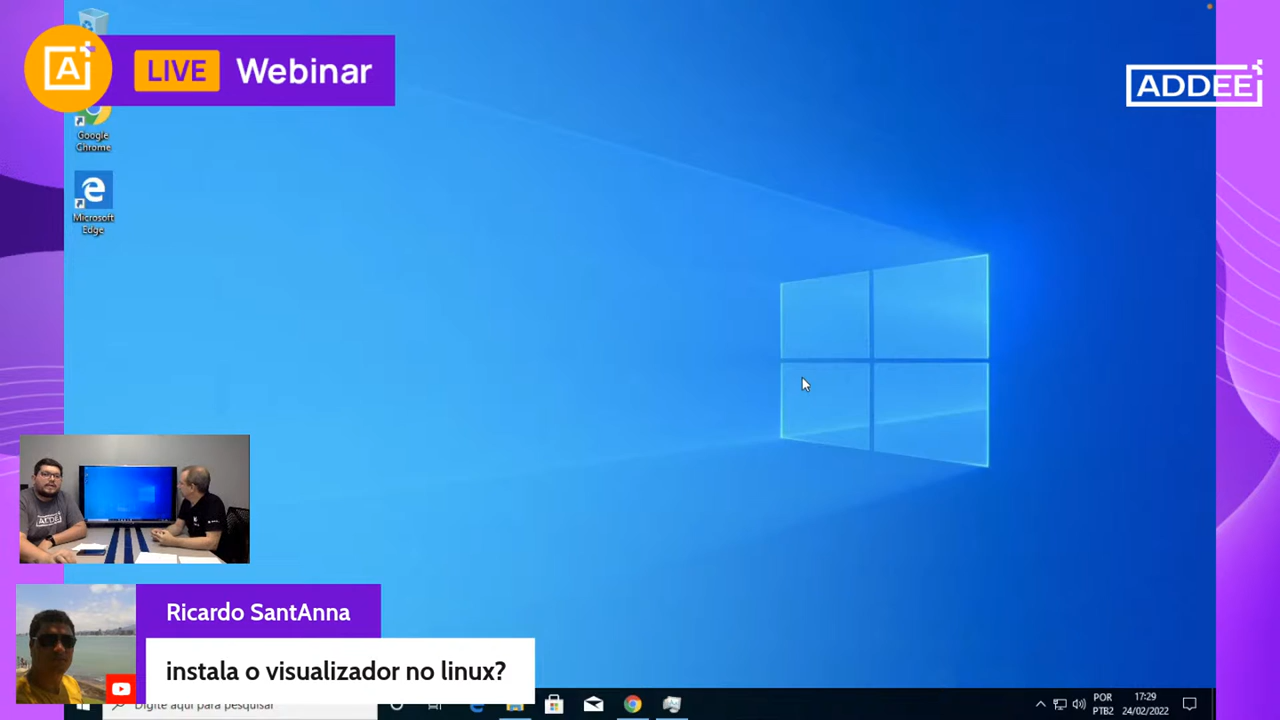 A
LIVE Webinar
ADDEE
Google
Chrome
Microsoft
Edge
ADDEE
Ricardo SantAnna
instala o visualizador no linux?
Digite aqui para pesquisar
POR
PTB2
17:29
24/02/2022